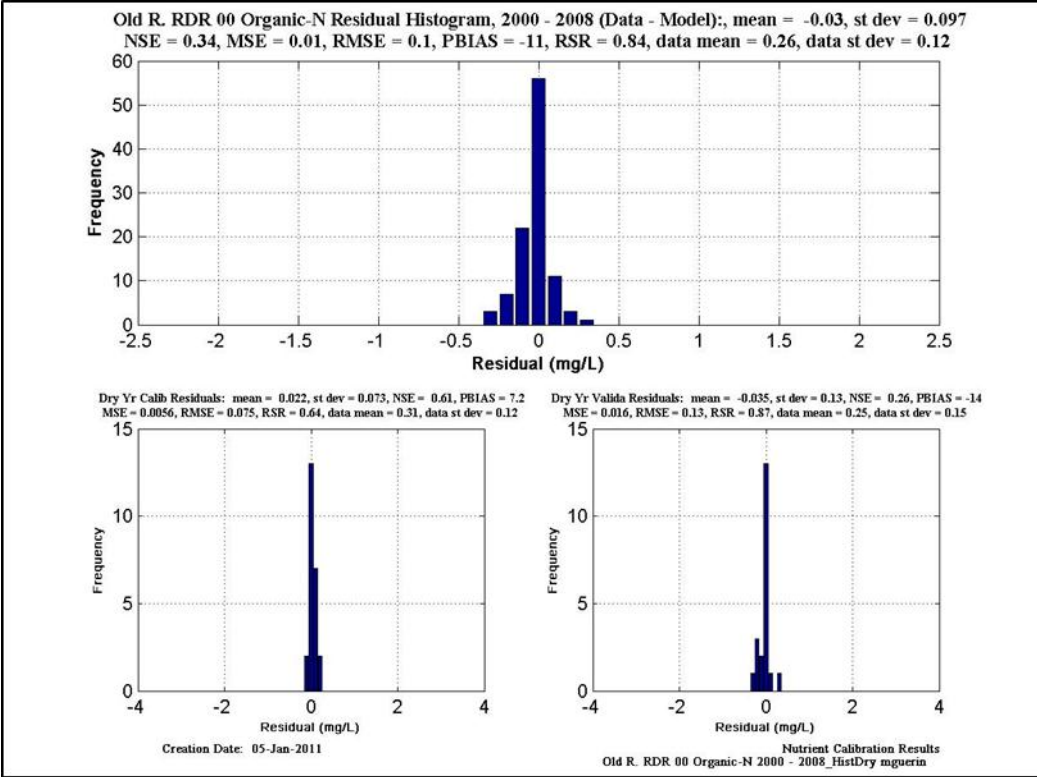 Old R. RDR 00 Organic-N Residual Histogram, 2000 - 2008 (Data - Model):, mean = -0.03, st dev = 0.097
NSE = 0.34, MSE = 0.01, RMSE = 0.1, PBIAS = -11, RSR = 0.84, data mean = 0.26, data st dev = 0.12
60
50
40
30
20
10
0
Frequency
-2.5 -2 -1.5 -1 -0.5 0 0.5 1 1.5 2 2.5
Residual (mg/L)
Dry Yr Calib Residuals: mean = 0.022, st dev = 0.073, NSE = 0.61, PBIAS = 7.2
MSE = 0.0056, RMSE = 0.075, RSR = 0.64, data mean = 0.31, data st dev = 0.12
15
10
5
0
Frequency
-4 -2 0 2 4
Residual (mg/L)
Dry Yr Valida Residuals: mean = -0.035, st dev = 0.13, NSE = 0.26, PBIAS = -14
MSE = 0.016, RMSE = 0.13, RSR = 0.87, data mean = 0.25, data st dev = 0.15
15
10
5
0
Frequency
-4 -2 0 2 4
Residual (mg/L)
Creation Date: 05-Jan-2011
Nutrient Calibration Results
Old R. RDR 00 Organic-N 2000 - 2008_HistDry mguerin